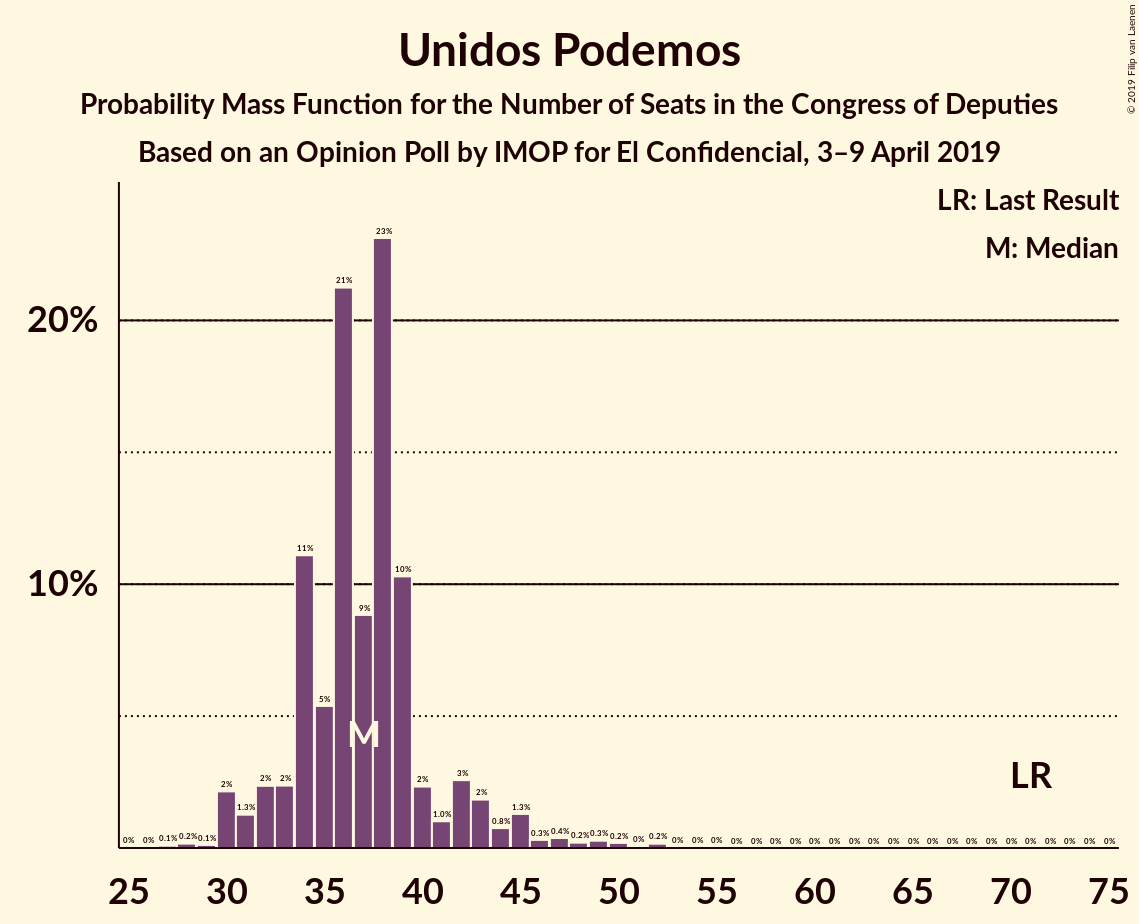 © 2019 Filip van Laenen
Unidos Podemos
Probability Mass Function for the Number of Seats in the Congress of Deputies
Based on an Opinion Poll by IMOP for El Confidencial, 3–9 April 2019
LR: Last Result
M: Median
23%
21%
20%
11%
10%
10%
9%
5%
M
LR
0% 0% 0.1% 0.2% 0.1% 2% 1.3% 2% 2% 2% 1.0% 3% 2% 0.8% 1.3% 0.3% 0.4% 0.2% 0.3% 0.2% 0% 0.2% 0% 0% 0% 0% 0% 0% 0% 0% 0% 0% 0% 0% 0% 0% 0% 0% 0% 0% 0% 0% 0% 0% 0%
25 30 35 40 45 50 55 60 65 70 75